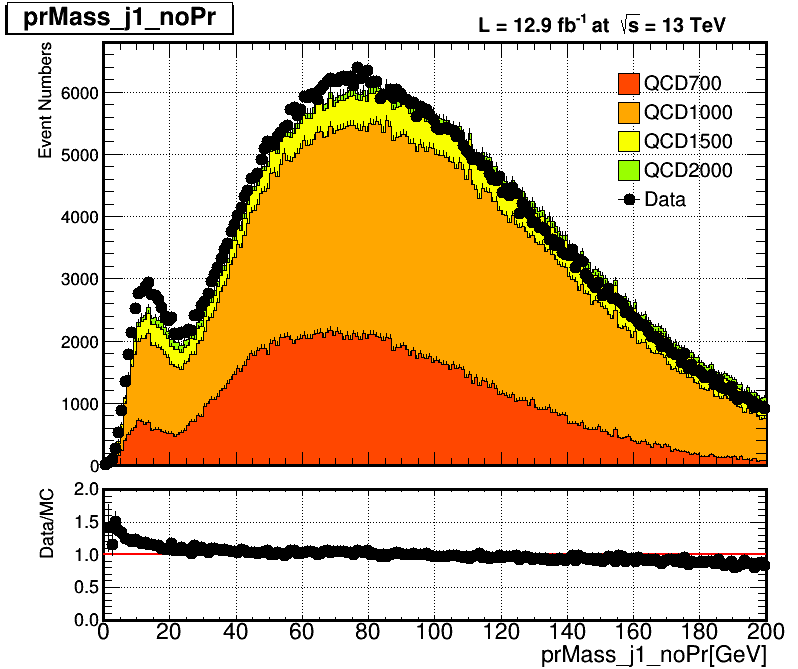 prMass_j1_noPr
L = 12.9 fb-1 at √s = 13 TeV
Event Numbers
6000
5000
4000
3000
2000
1000
0
QCD700
QCD1000
QCD1500
QCD2000
Data
Data/MC
2.0
1.5
1.0
0.5
0.0
0 20 40 60 80 100 120 140 160 180 200
prMass_j1_noPr[GeV]